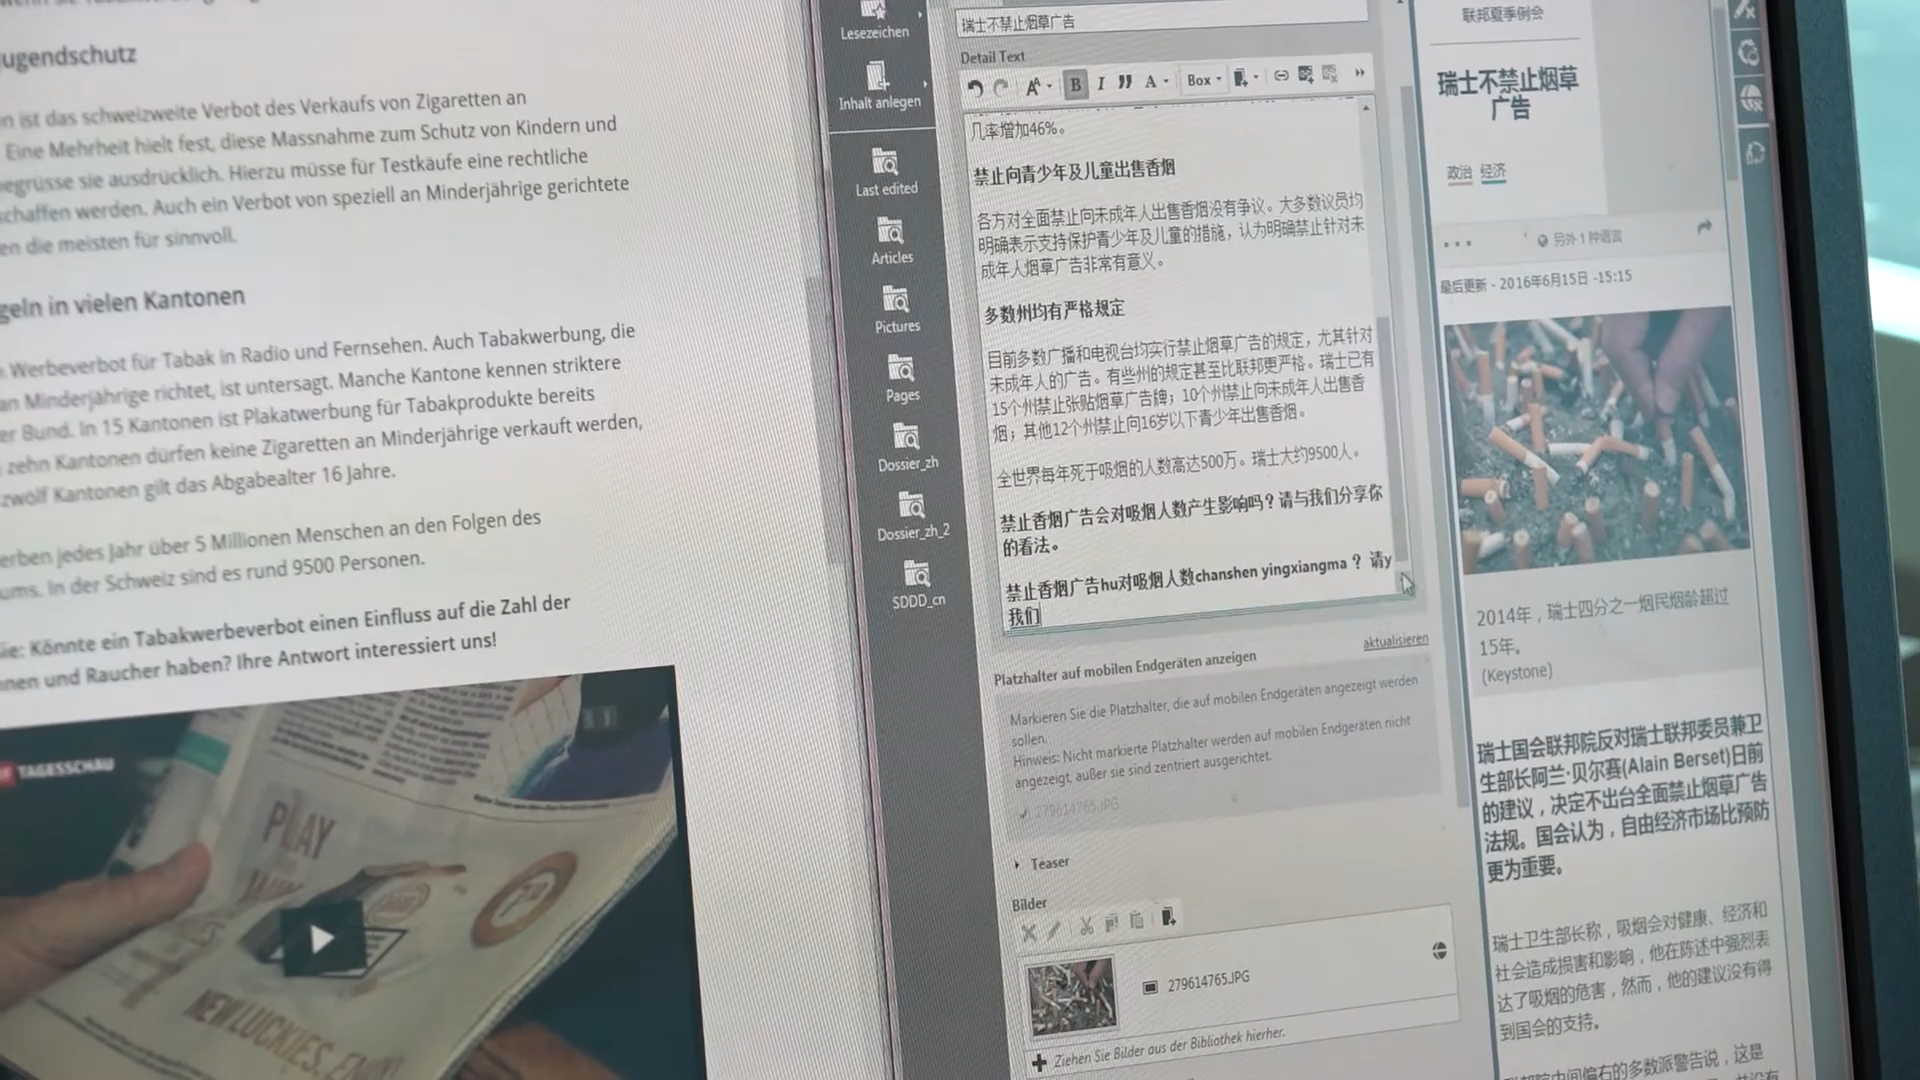 ugendschutz
n ist das schweizweite Verbot des Verkaufs von Zigaretten an
Eine Mehrheit hielt fest, diese Massnahme zum Schutz von Kindern und
egrüsse sie ausdrücklich. Hierzu müsse für Testkäufe eine rechtliche
schaffen werden. Auch ein Verbot von speziell an Minderjährige gerichtete
en die meisten für sinnvoll.
geln in vielen Kantonen
Werbeverbot für Tabak in Radio und Fernsehen. Auch Tabakwerbung, die
an Minderjährige richtet, ist untersagt. Manche Kantone kennen striktere
er Bund. In 15 Kantonen ist Plakatwerbung für Tabakprodukte bereits
zehn Kantonen dürfen keine Zigaretten an Minderjährige verkauft werden,
zwölf Kantonen gilt das Abgabealter 16 Jahre.
erben jedes Jahr über 5 Millionen Menschen an den Folgen des
ums. In der Schweiz sind es rund 9500 Personen.
ie: Könnte ein Tabakwerbeverbot einen Einfluss auf die Zahl der
nnen und Raucher haben? Ihre Antwort interessiert uns!
TAGESSCHAU
PLAY
NEW LUCKIES,
Lesezeichen
Inhalt anlegen
Last edited
Articles
Pictures
Pages
Dossier_zh
Dossier_zh_2
SDDD_cn
瑞士不禁止烟草广告
Detail Text
B I A Box
几率增加46%。
禁止向青少年及儿童出售香烟
各方对全面禁止向未成年人出售香烟没有争议。大多数议员均
明确表示支持保护青少年及儿童的措施，认为明确禁止针对未
成年人烟草广告非常有意义。
多数州均有严格规定
目前多数广播和电视台均实行禁止烟草广告的规定，尤其针对
未成年人的广告。有些州的规定甚至比联邦更严格。瑞士已有
15个州禁止张贴烟草广告牌；10个州禁止向未成年人出售香
烟；其他12个州禁止向16岁以下青少年出售香烟。
全世界每年死于吸烟的人数高达500万。瑞士大约9500人。
禁止香烟广告会对吸烟人数产生影响吗？请与我们分享你
的看法。
禁止香烟广告hu对吸烟人数chanshen yingxiangma？请y
我们
aktualisieren
Platzhalter auf mobilen Endgeräten anzeigen
Markieren Sie die Platzhalter, die auf mobilen Endgeräten angezeigt werden
sollen.
Hinweis: Nicht markierte Platzhalter werden auf mobilen Endgeräten nicht
angezeigt, außer sie sind zentriert ausgerichtet.
279614765.JPG
Teaser
Bilder
279614765.JPG
Ziehen Sie Bilder aus der Bibliothek hierher.
联邦夏季例会
瑞士不禁止烟草
广告
政治 经济
另外 1 种语言
最后更新 - 2016年6月15日 -15:15
2014年，瑞士四分之一烟民烟龄超过
15年。
(Keystone)
瑞士国会联邦院反对瑞士联邦委员兼卫
生部长阿兰·贝尔赛(Alain Berset)日前
的建议，决定不出台全面禁止烟草广告
法规。国会认为，自由经济市场比预防
更为重要。
瑞士卫生部长称，吸烟会对健康、经济和
社会造成损害和影响，他在陈述中强烈表
达了吸烟的危害，然而，他的建议没有得
到国会的支持。
联邦院中间偏右的多数派警告说，这是